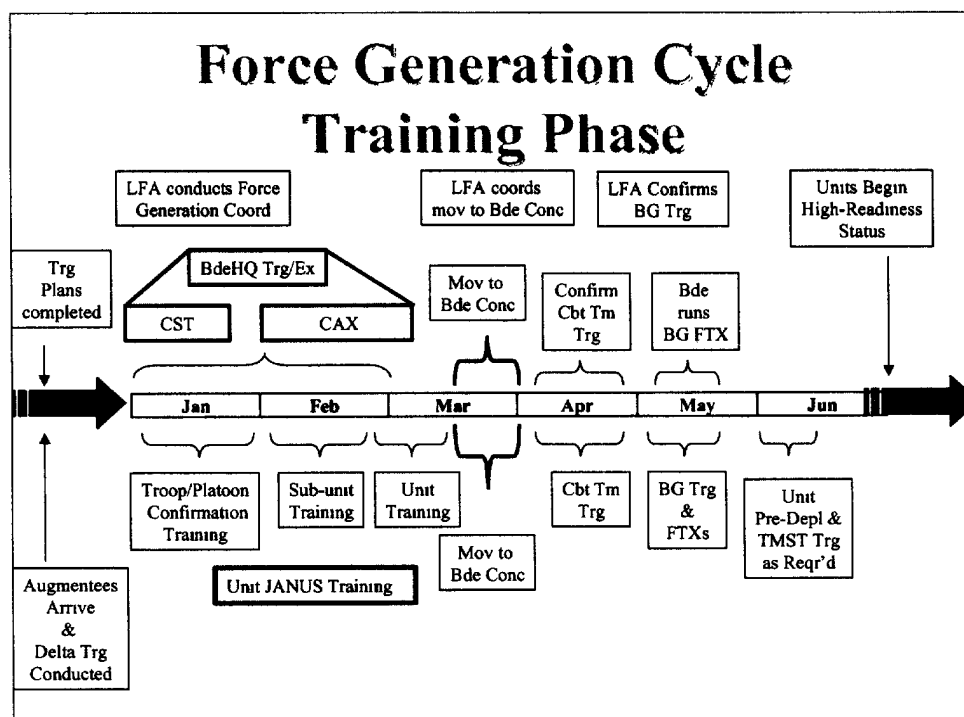 Force Generation Cycle
Training Phase
LFA conducts Force
Generation Coord
LFA coords
mov to Bde Conc
LFA Confirms
BG Trg
Units Begin
High-Readiness
Status
Trg
Plans
completed
BdeHQ Trg/Ex
CST
CAX
Mov to
Bde Conc
Confirm
Cbt Tm
Trg
Bde
runs
BG FTX
Jan
Feb
Mar
Apr
May
Jun
Troop/Platoon
Confirmation
Training
Sub-unit
Training
Unit
Training
Mov to
Bde Conc
Cbt Tm
Trg
BG Trg
&
FTXs
Unit
Pre-Depl &
TMST Trg
as Reqr'd
Unit JANUS Training
Augmentees
Arrive
&
Delta Trg
Conducted